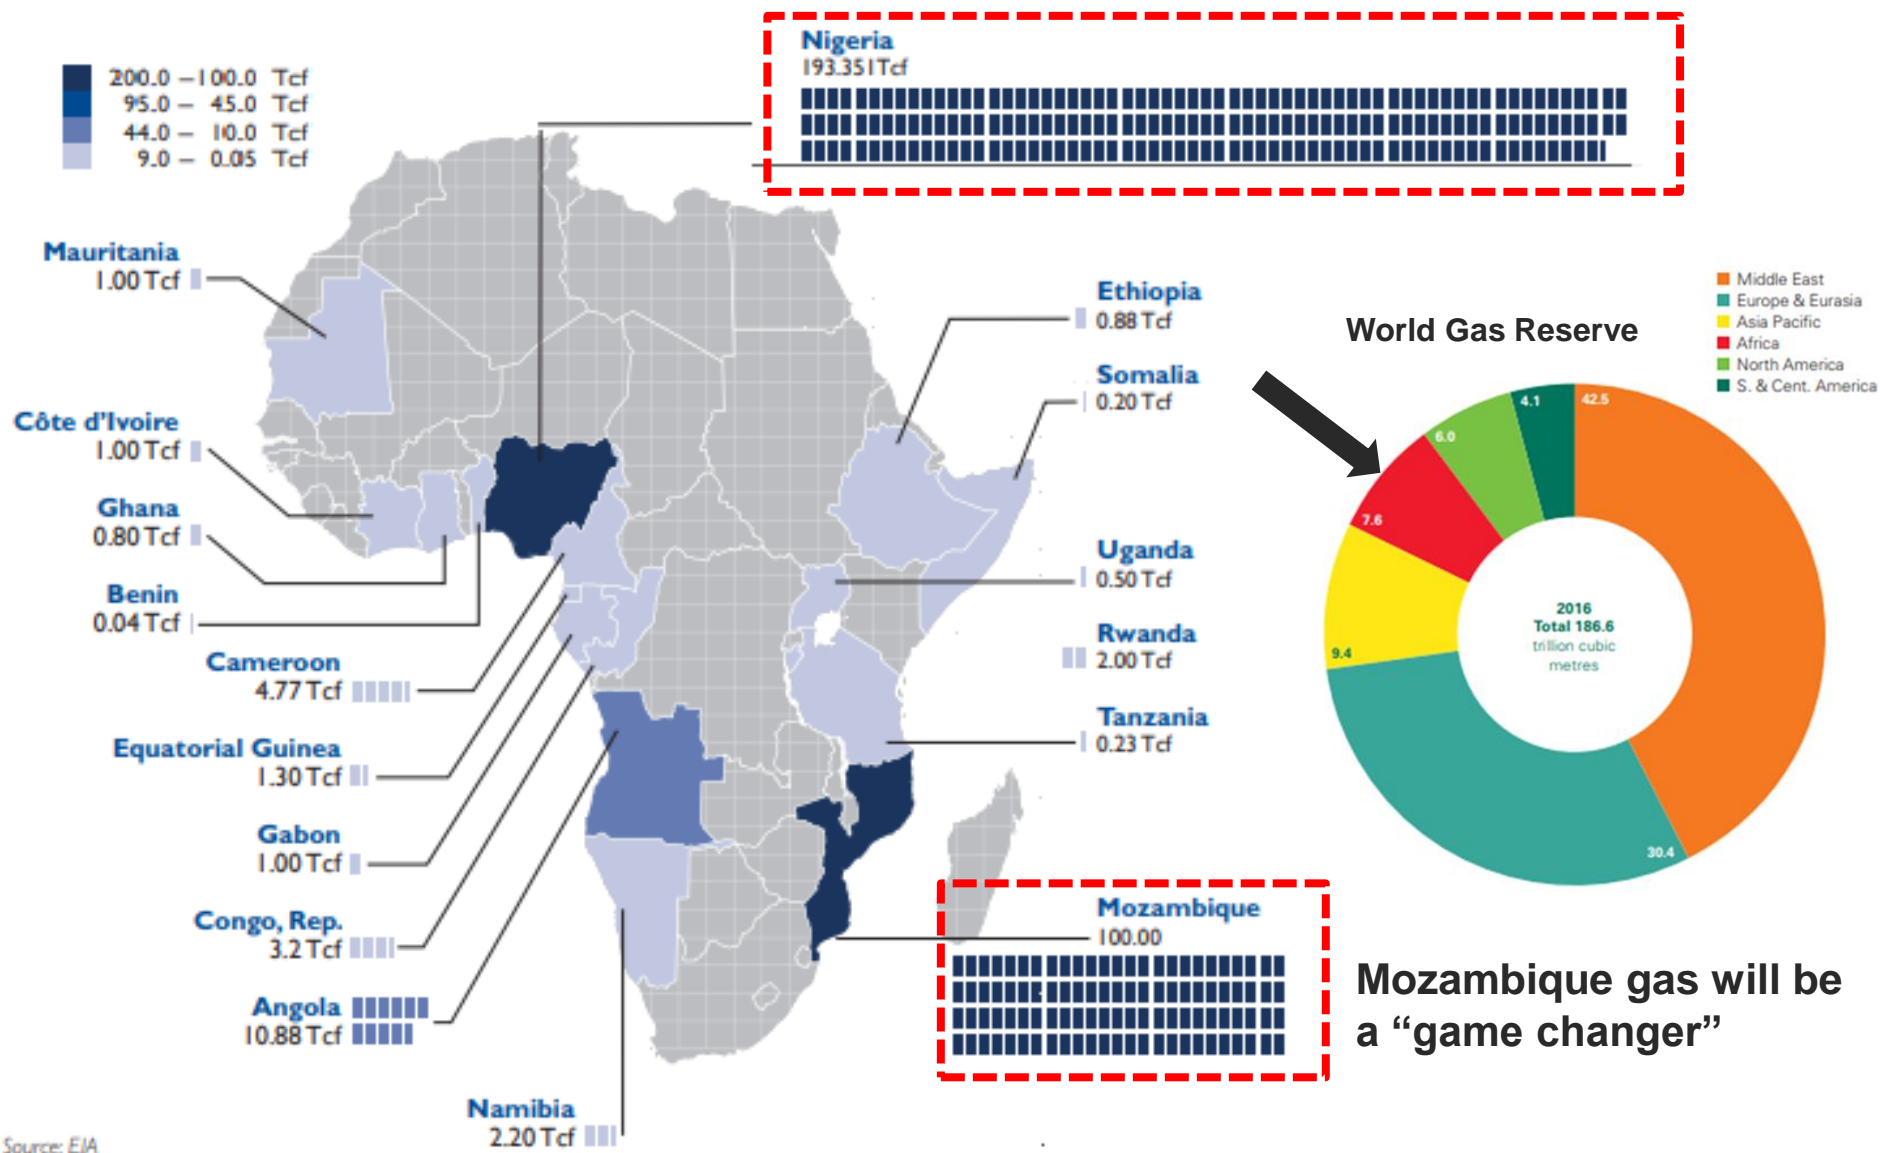 200.0 – 100.0 Tcf
95.0 – 45.0 Tcf
44.0 – 10.0 Tcf
9.0 – 0.05 Tcf
Nigeria
193.351Tcf
Mauritania
1.00 Tcf
Côte d'Ivoire
1.00 Tcf
Ghana
0.80 Tcf
Benin
0.04 Tcf
Cameroon
4.77 Tcf
Equatorial Guinea
1.30 Tcf
Gabon
1.00 Tcf
Congo, Rep.
3.2 Tcf
Angola
10.88 Tcf
Namibia
2.20 Tcf
Ethiopia
0.88 Tcf
Somalia
0.20 Tcf
Uganda
0.50 Tcf
Rwanda
2.00 Tcf
Tanzania
0.23 Tcf
Mozambique
100.00
World Gas Reserve
Middle East
Europe & Eurasia
Asia Pacific
Africa
North America
S. & Cent. America
42.5
4.1
6.0
7.6
9.4
30.4
2016
Total 186.6
trillion cubic
metres
Mozambique gas will be
a “game changer”
Source: EIA